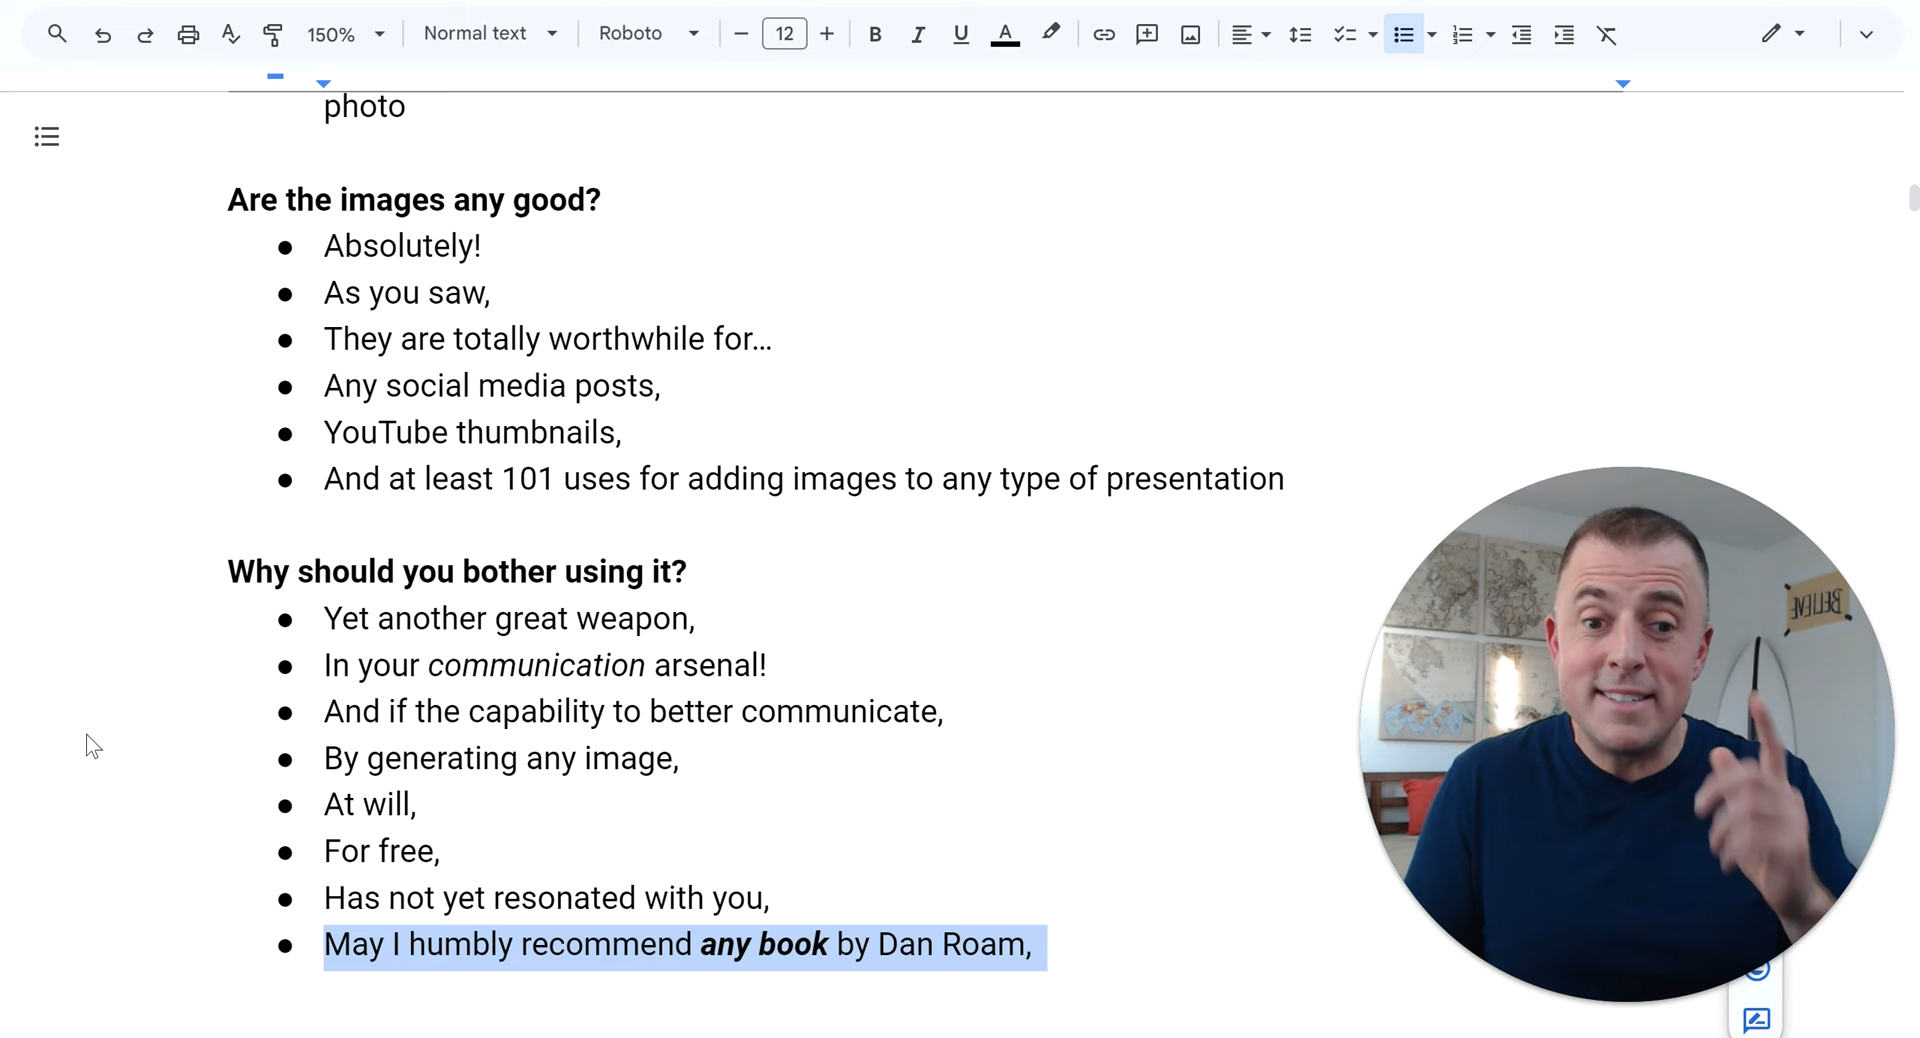 150%
Normal text
Roboto
12
B
I
U
A
photo
Are the images any good?
● Absolutely!
● As you saw,
● They are totally worthwhile for...
● Any social media posts,
● YouTube thumbnails,
● And at least 101 uses for adding images to any type of presentation
Why should you bother using it?
● Yet another great weapon,
● In your communication arsenal!
● And if the capability to better communicate,
● By generating any image,
● At will,
● For free,
● Has not yet resonated with you,
● May I humbly recommend any book by Dan Roam,
BELIEVE